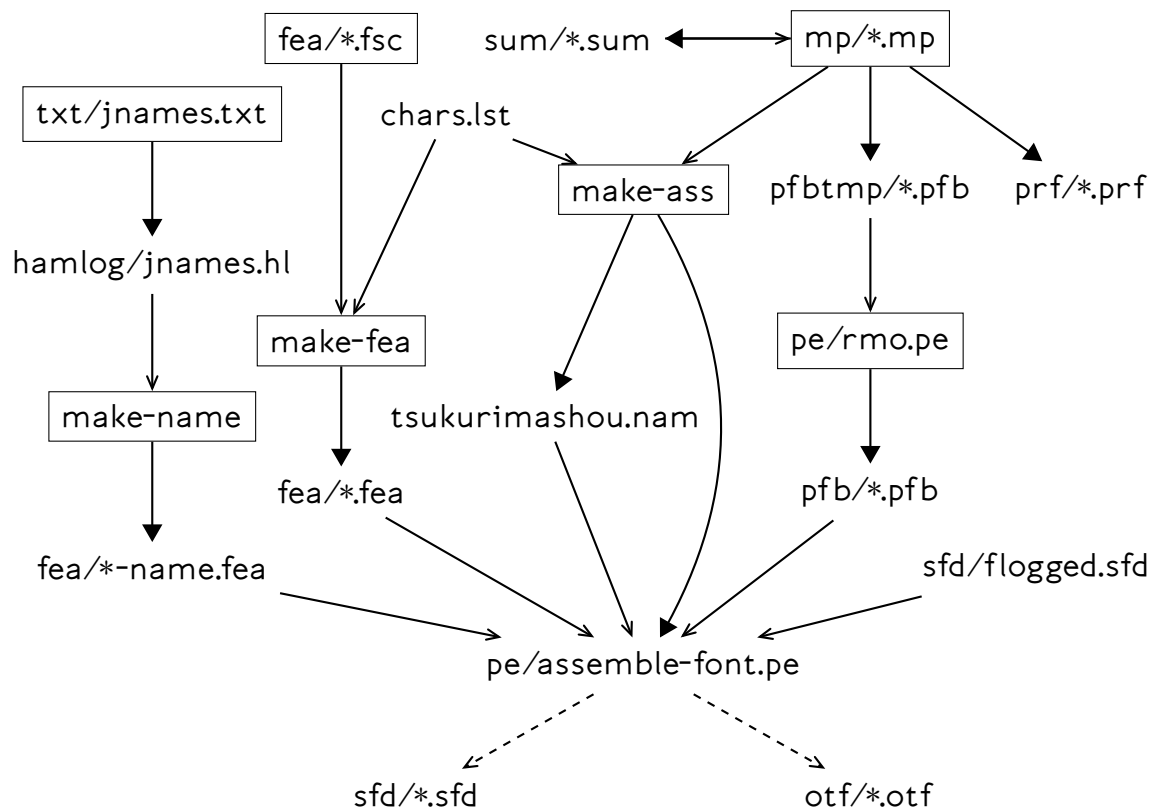 fea/*.fsc
sum/*.sum
mp/*.mp
txt/jnames.txt
chars.lst
make-ass
pfbtmp/*.pfb
prf/*.prf
hamlog/jnames.hl
make-fea
pe/rmo.pe
make-name
tsukurimashou.nam
fea/*.fea
pfb/*.pfb
fea/*-name.fea
sfd/flogged.sfd
pe/assemble-font.pe
sfd/*.sfd
otf/*.otf